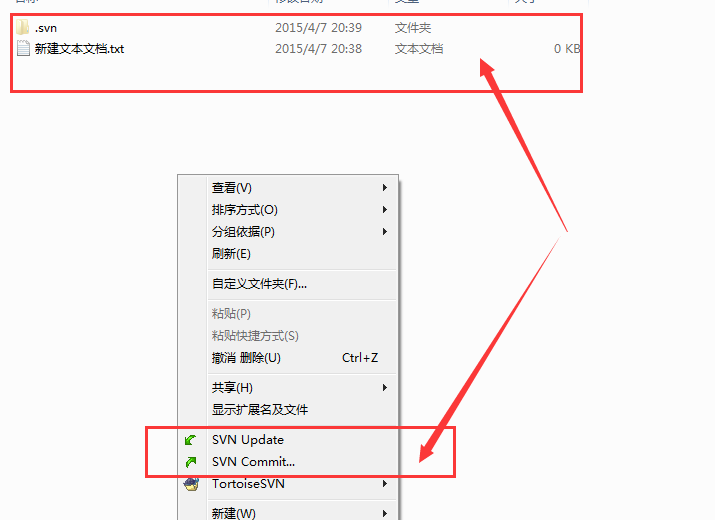 .svn 2015/4/7 20:39 文件夹
新建文本文档.txt 2015/4/7 20:38 文本文档 0 KB
查看(V)
排序方式(O)
分组依据(P)
刷新(E)
自定义文件夹(F)...
粘贴(P)
粘贴快捷方式(S)
撤消 删除(U) Ctrl+Z
共享(H)
显示扩展名及文件
SVN Update
SVN Commit...
TortoiseSVN
新建(W)